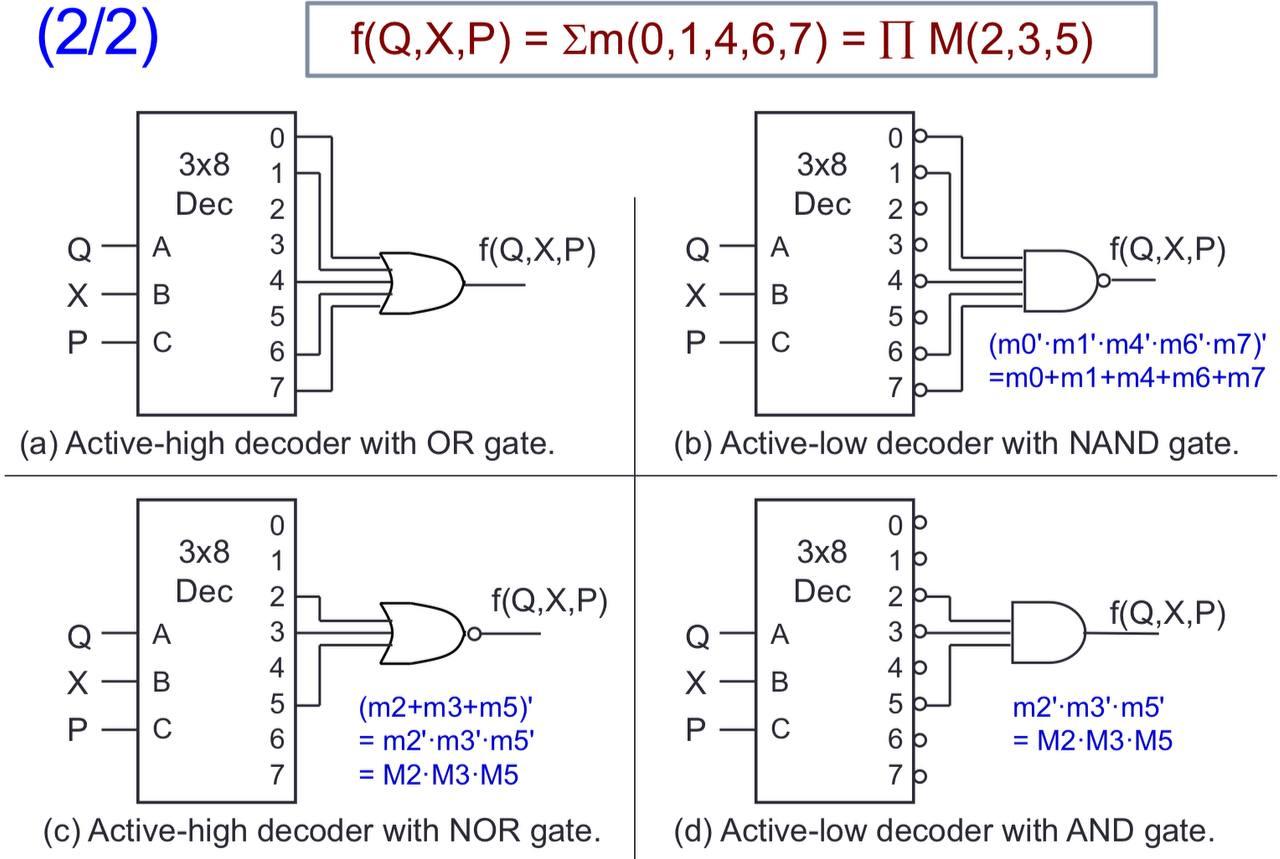 (2/2)
f(Q,X,P) = Σm(0,1,4,6,7) = ∏ M(2,3,5)
3x8
Dec
0
1
2
3
4
5
6
7
Q
X
P
A
B
C
f(Q,X,P)
(a) Active-high decoder with OR gate.
3x8
Dec
0
1
2
3
4
5
6
7
Q
X
P
A
B
C
f(Q,X,P)
(m0'·m1'·m4'·m6'·m7)'
=m0+m1+m4+m6+m7
(b) Active-low decoder with NAND gate.
3x8
Dec
0
1
2
3
4
5
6
7
Q
X
P
A
B
C
f(Q,X,P)
(m2+m3+m5)'
= m2'·m3'·m5'
= M2·M3·M5
(c) Active-high decoder with NOR gate.
3x8
Dec
0
1
2
3
4
5
6
7
Q
X
P
A
B
C
f(Q,X,P)
m2'·m3'·m5'
= M2·M3·M5
(d) Active-low decoder with AND gate.